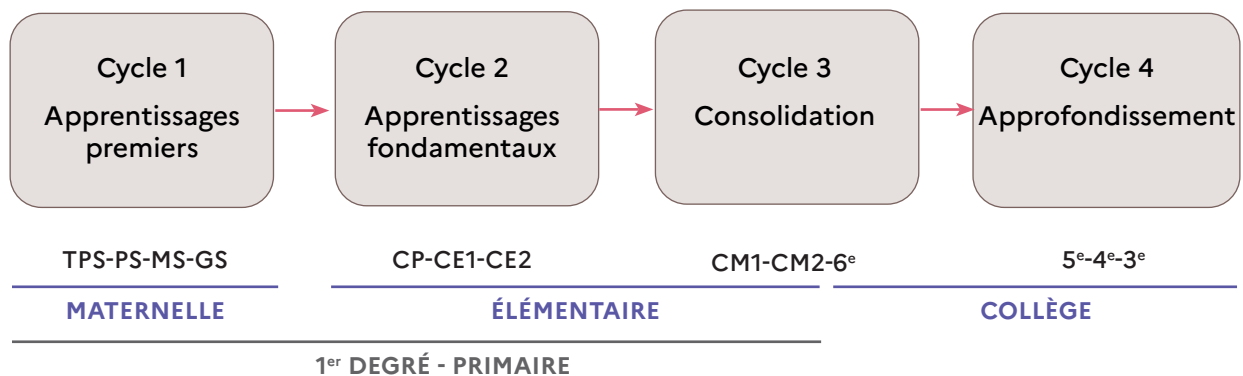 Cycle 1
Apprentissages
premiers
Cycle 2
Apprentissages
fondamentaux
Cycle 3
Consolidation
Cycle 4
Approfondissement
TPS-PS-MS-GS
CP-CE1-CE2
CM1-CM2-6ᵉ
5ᵉ-4ᵉ-3ᵉ
MATERNELLE
ÉLÉMENTAIRE
COLLÈGE
1ᵉʳ DEGRÉ - PRIMAIRE